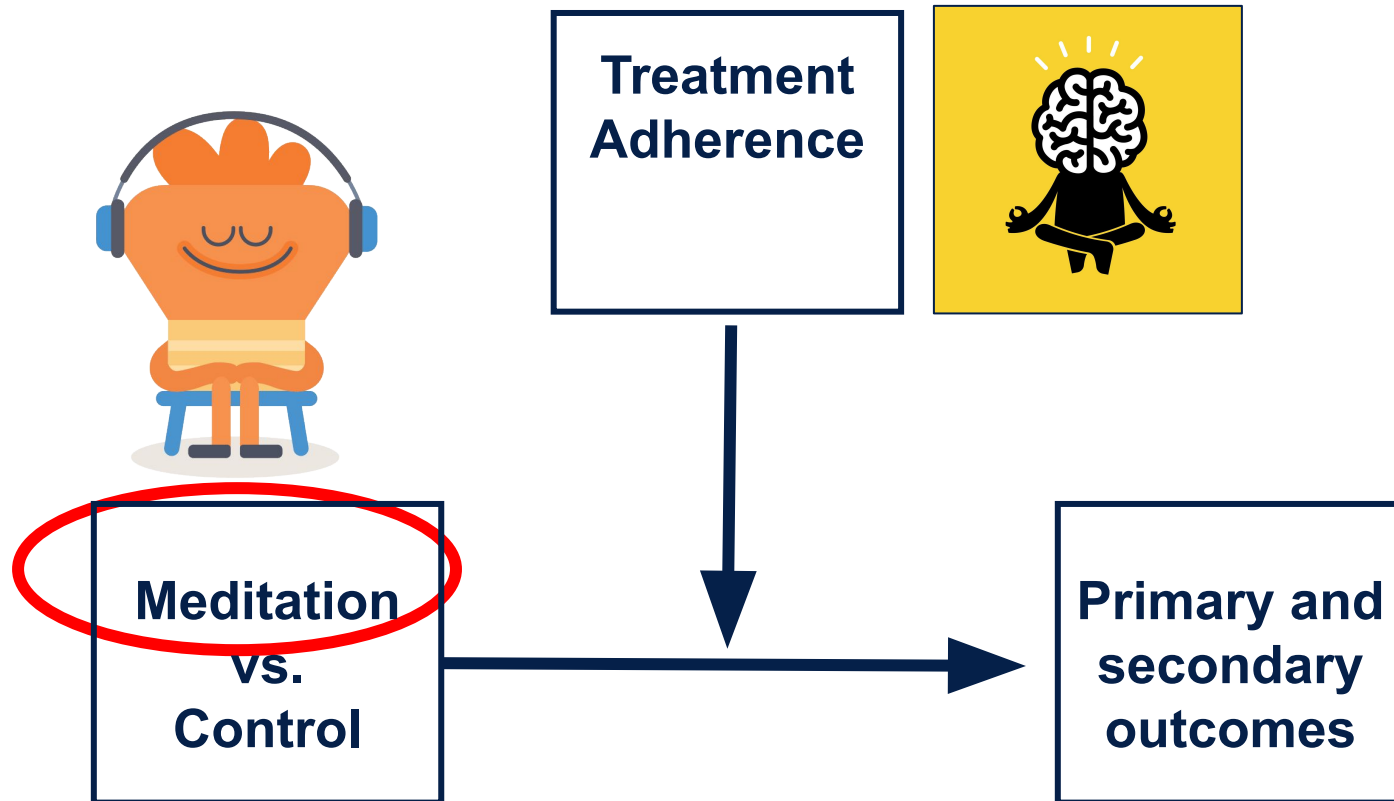 Treatment
Adherence
Meditation
vs.
Control
Primary and
secondary
outcomes